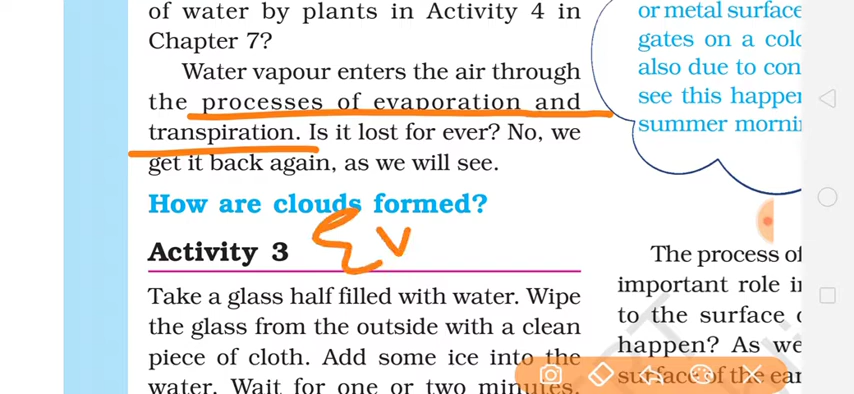 of water by plants in Activity 4 in
Chapter 7?
Water vapour enters the air through
the processes of evaporation and
transpiration. Is it lost for ever? No, we
get it back again, as we will see.
How are clouds formed?
Activity 3
Ev
Take a glass half filled with water. Wipe
the glass from the outside with a clean
piece of cloth. Add some ice into the
water. Wait for one or two minutes.
or metal surface
gates on a cold
also due to con
see this happen
summer morni
The process of
important role i
to the surface
happen? As we
surface of the ear